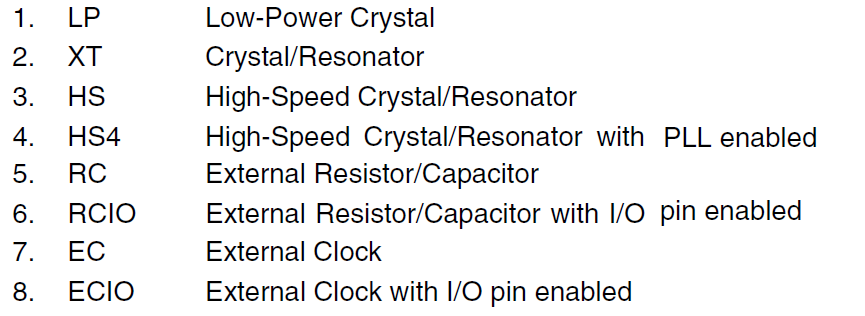 1. LP Low-Power Crystal
2. XT Crystal/Resonator
3. HS High-Speed Crystal/Resonator
4. HS4 High-Speed Crystal/Resonator with PLL enabled
5. RC External Resistor/Capacitor
6. RCIO External Resistor/Capacitor with I/O pin enabled
7. EC External Clock
8. ECIO External Clock with I/O pin enabled